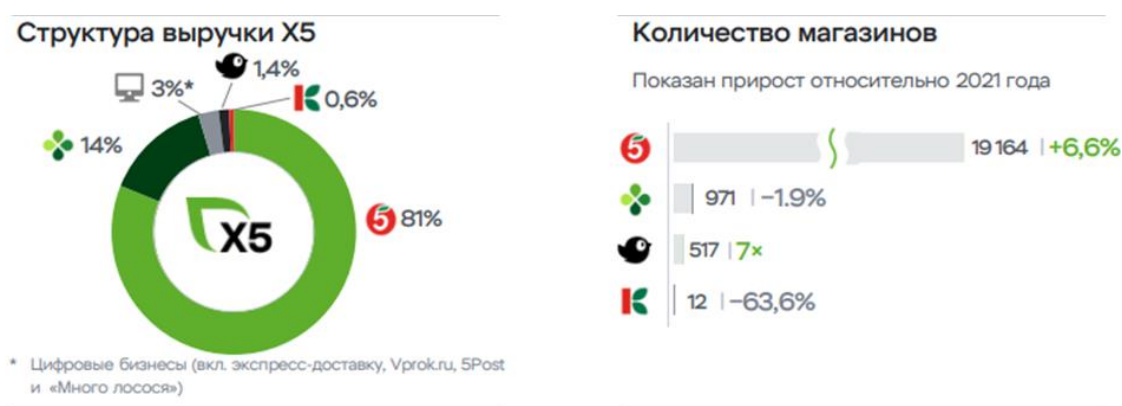 Структура выручки X5
1,4%
3%*
0,6%
14%
X5
5 81%
* Цифровые бизнесы (вкл. экспресс-доставку, Vprok.ru, 5Post
и «Много лосося»)
Количество магазинов
Показан прирост относительно 2021 года
5 19 164 | +6,6%
971 | −1.9%
517 | 7×
12 | −63,6%